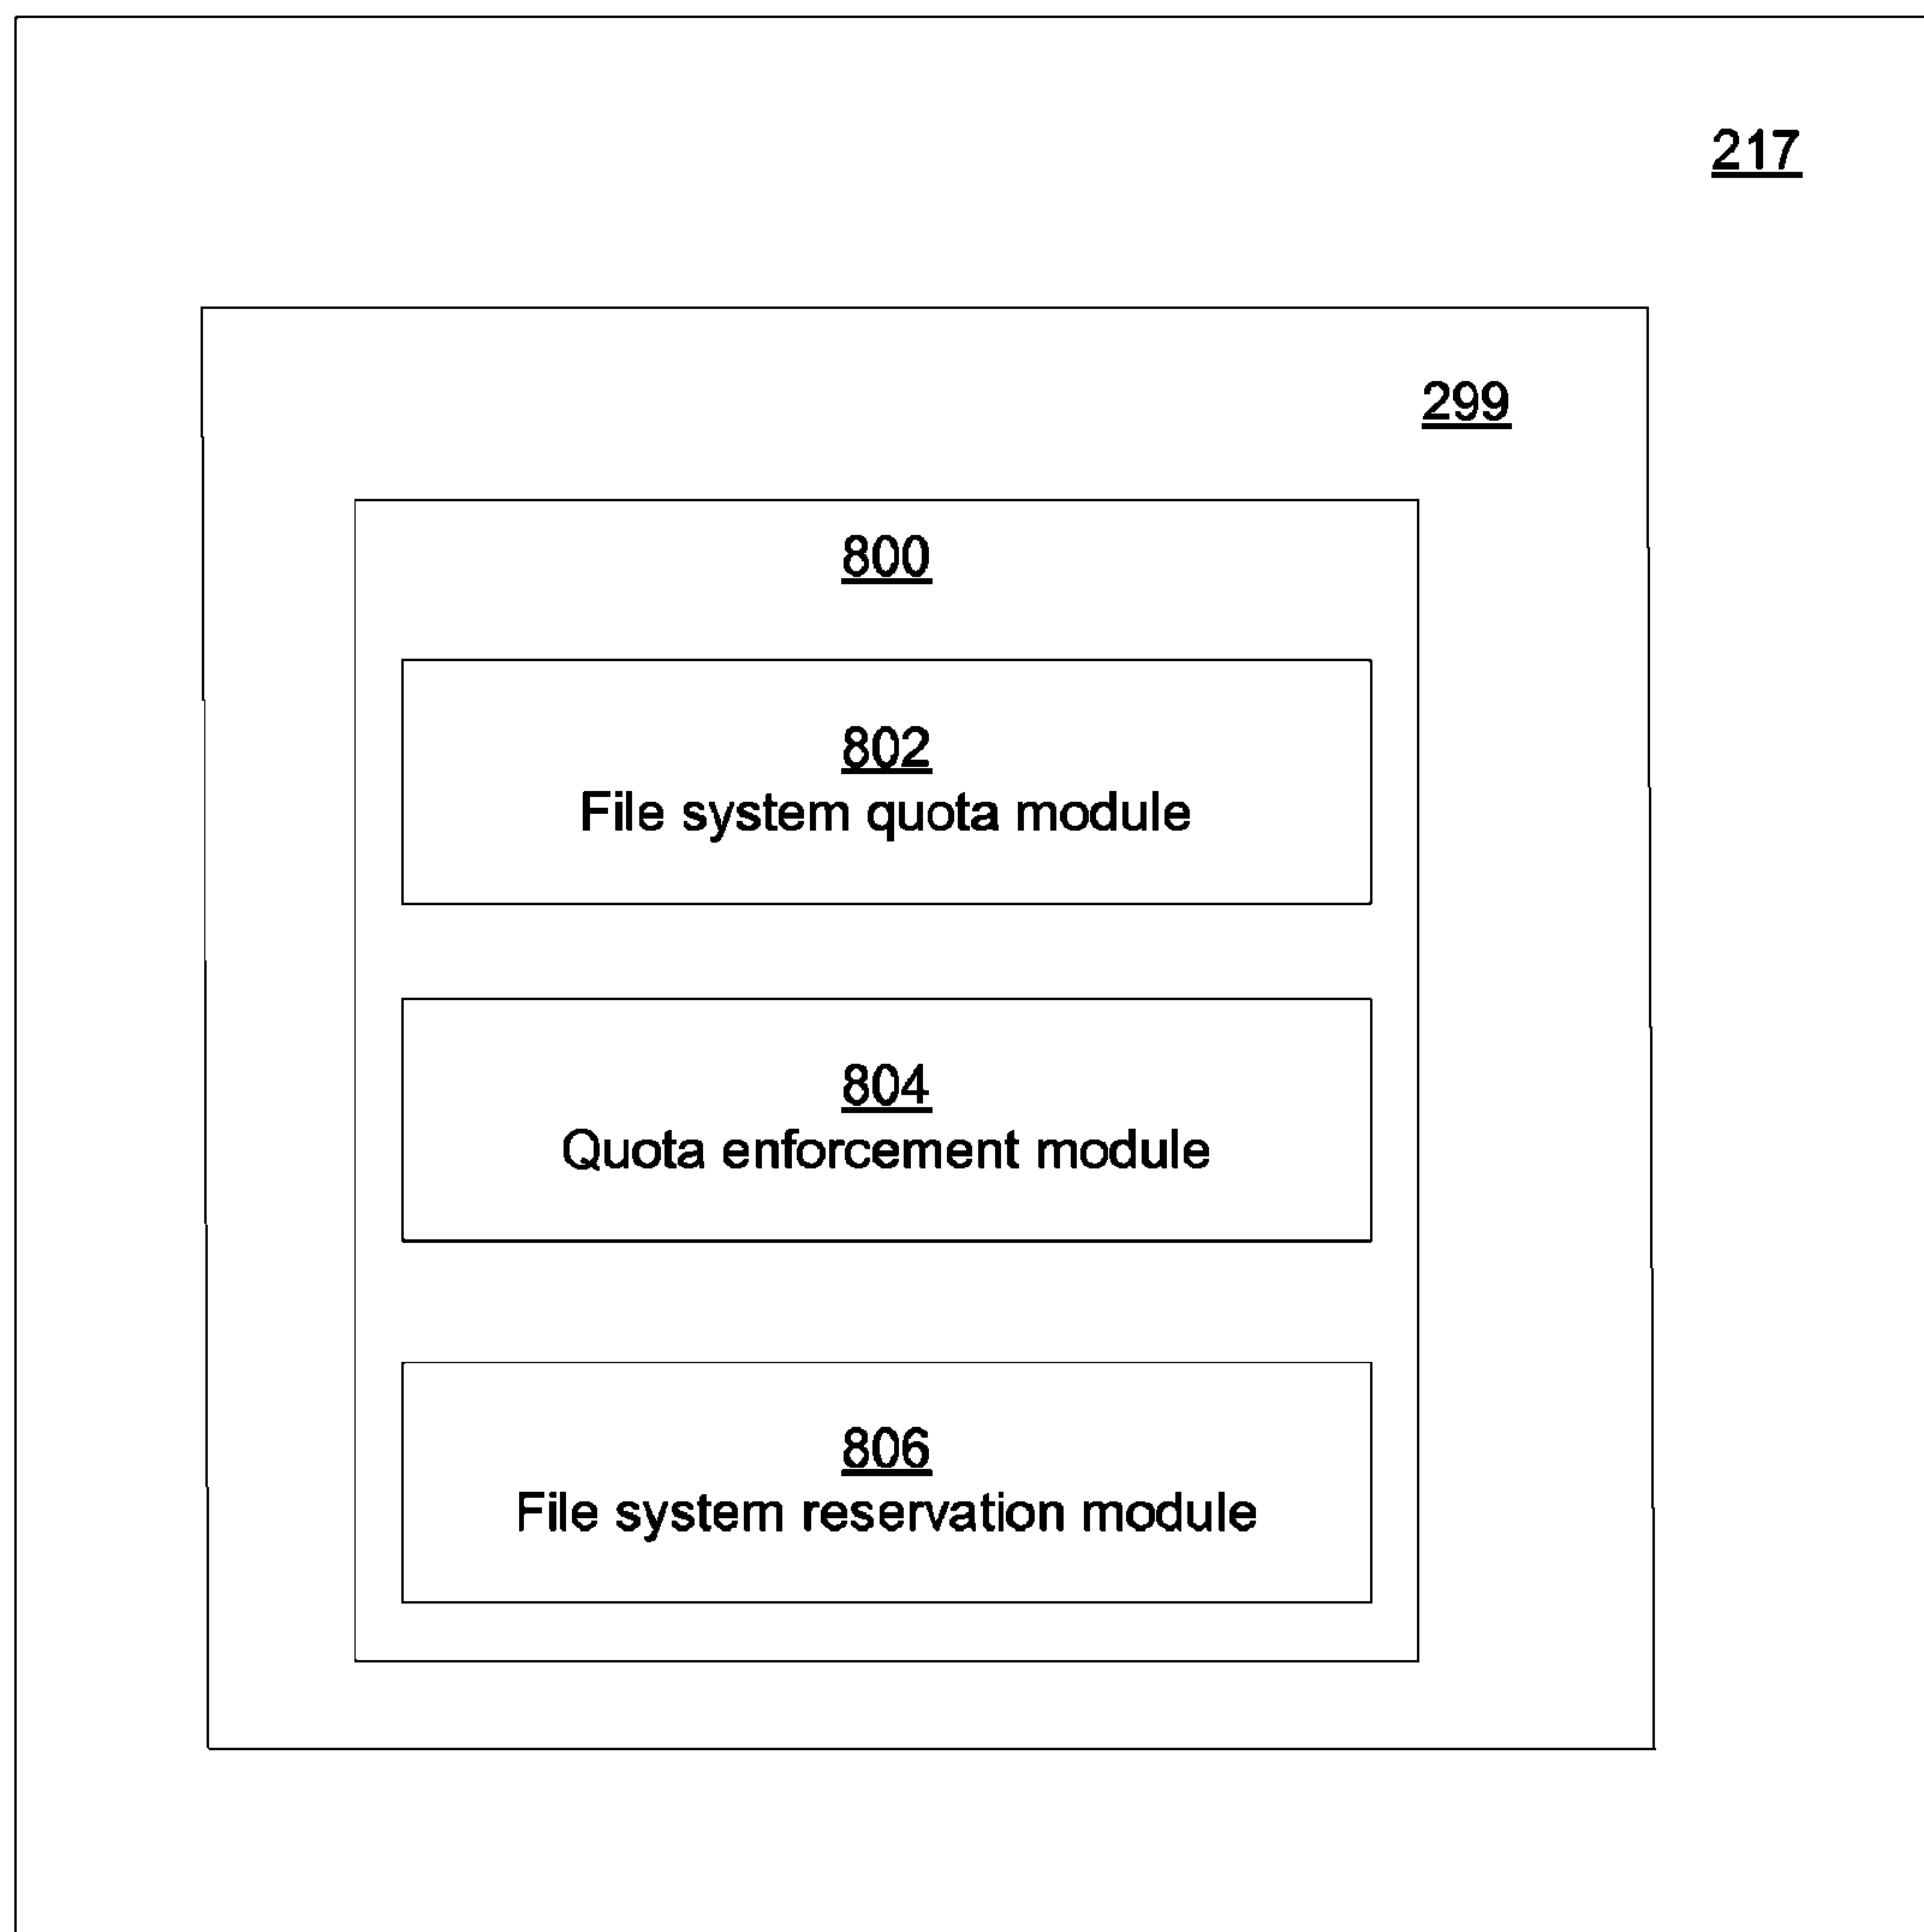 217
299
800
802
File system quota module
804
Quota enforcement module
806
File system reservation module